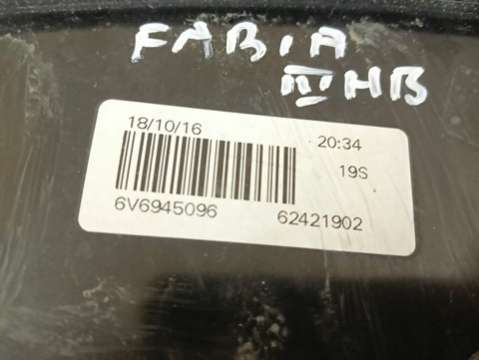 FABIA
III HB
18/10/16 20:34
19S
6V6945096 62421902